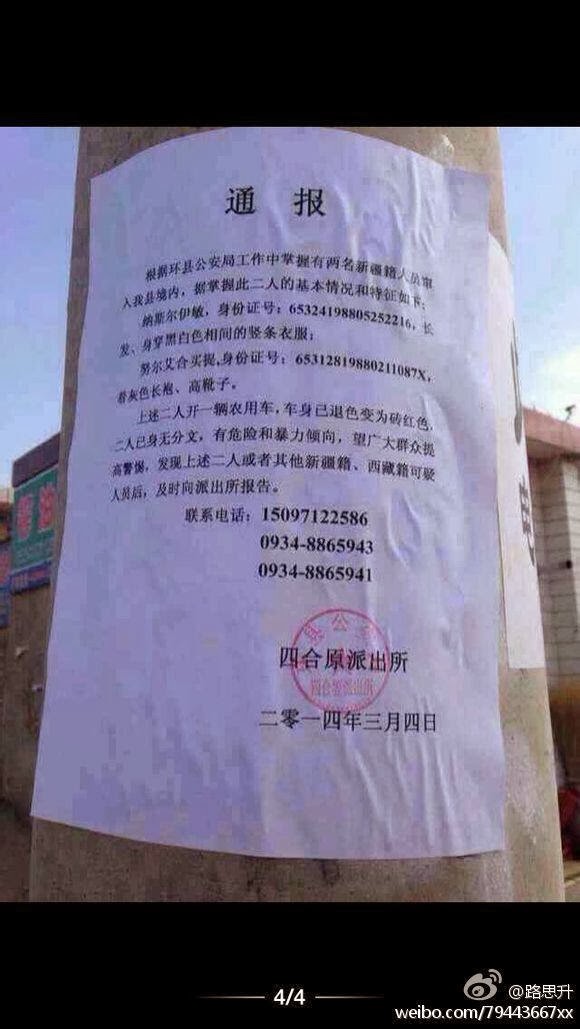 通 报
根据环县公安局工作中掌握有两名新疆籍人员窜
入我县境内，据掌握此二人的基本情况和特征如下：
纳斯尔伊敏，身份证号：65324198805252216，长
发、身穿黑白色相间的竖条衣服；
努尔艾合买提，身份证号：65312819880211087X，
着灰色长袍、高靴子。
上述二人开一辆农用车，车身已退色变为砖红色，
二人已身无分文，有危险和暴力倾向，望广大群众提
高警惕，发现上述二人或者其他新疆籍、西藏籍可疑
人员后，及时向派出所报告。
联系电话：15097122586
0934-8865943
0934-8865941
四合原派出所
二零一四年三月四日
4/4
@路思升
weibo.com/79443667xx